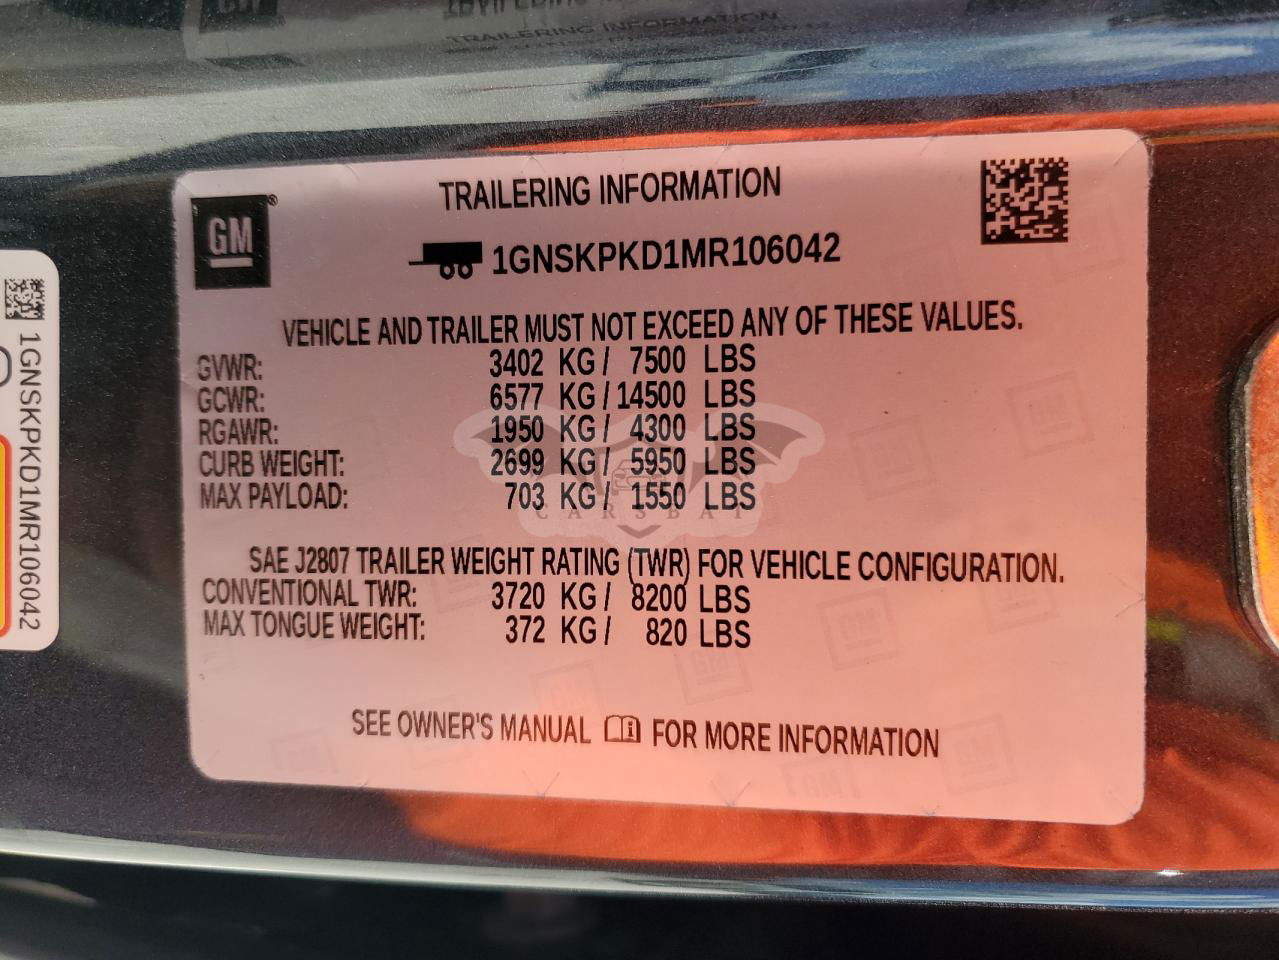 TRAILERING INFORMATION
GM®
1GNSKPKD1MR106042
VEHICLE AND TRAILER MUST NOT EXCEED ANY OF THESE VALUES.
GVWR: 3402 KG / 7500 LBS
GCWR: 6577 KG / 14500 LBS
RGAWR: 1950 KG / 4300 LBS
CURB WEIGHT: 2699 KG / 5950 LBS
MAX PAYLOAD: 703 KG / 1550 LBS
CARSBAT
SAE J2807 TRAILER WEIGHT RATING (TWR) FOR VEHICLE CONFIGURATION.
CONVENTIONAL TWR: 3720 KG / 8200 LBS
MAX TONGUE WEIGHT: 372 KG / 820 LBS
SEE OWNER'S MANUAL FOR MORE INFORMATION
1GNSKPKD1MR106042
TRAILERING INFORMATION